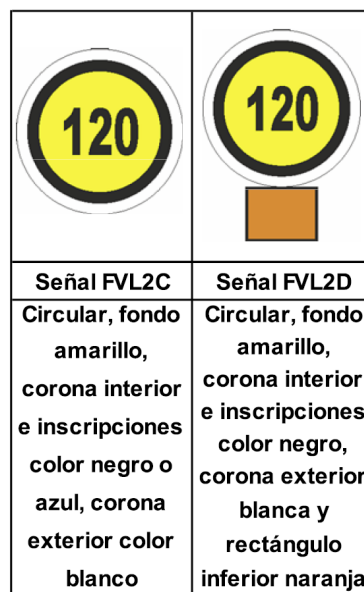 120
120
Señal FVL2C
Señal FVL2D
Circular, fondo
amarillo,
corona interior
e inscripciones
color negro o
azul, corona
exterior color
blanco
Circular, fondo
amarillo,
corona interior
e inscripciones
color negro,
corona exterior
blanca y
rectángulo
inferior naranja